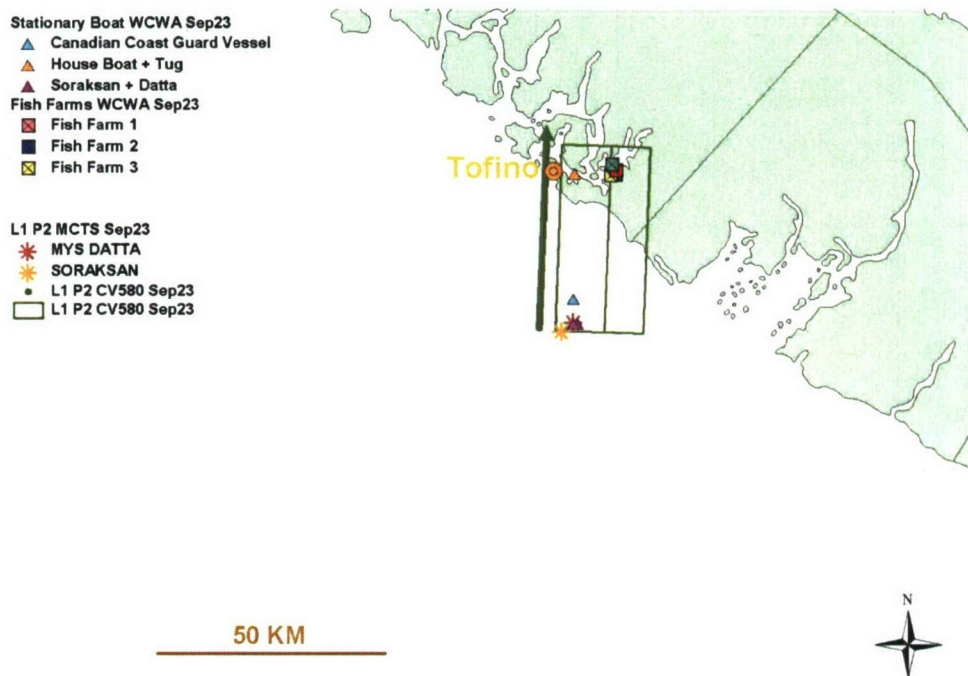 Stationary Boat WCWA Sep23
Canadian Coast Guard Vessel
House Boat + Tug
Soraksan + Datta
Fish Farms WCWA Sep23
Fish Farm 1
Fish Farm 2
Fish Farm 3
L1 P2 MCTS Sep23
MYS DATTA
SORAKSAN
L1 P2 CV580 Sep23
L1 P2 CV580 Sep23
Tofino
50 KM
N